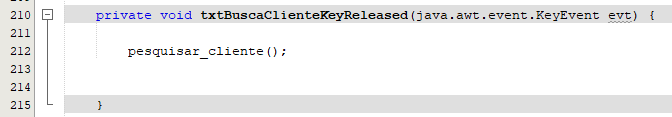 210 private void txtBuscaClienteKeyReleased(java.awt.event.KeyEvent evt) {
211
212 pesquisar_cliente();
213
214
215 }